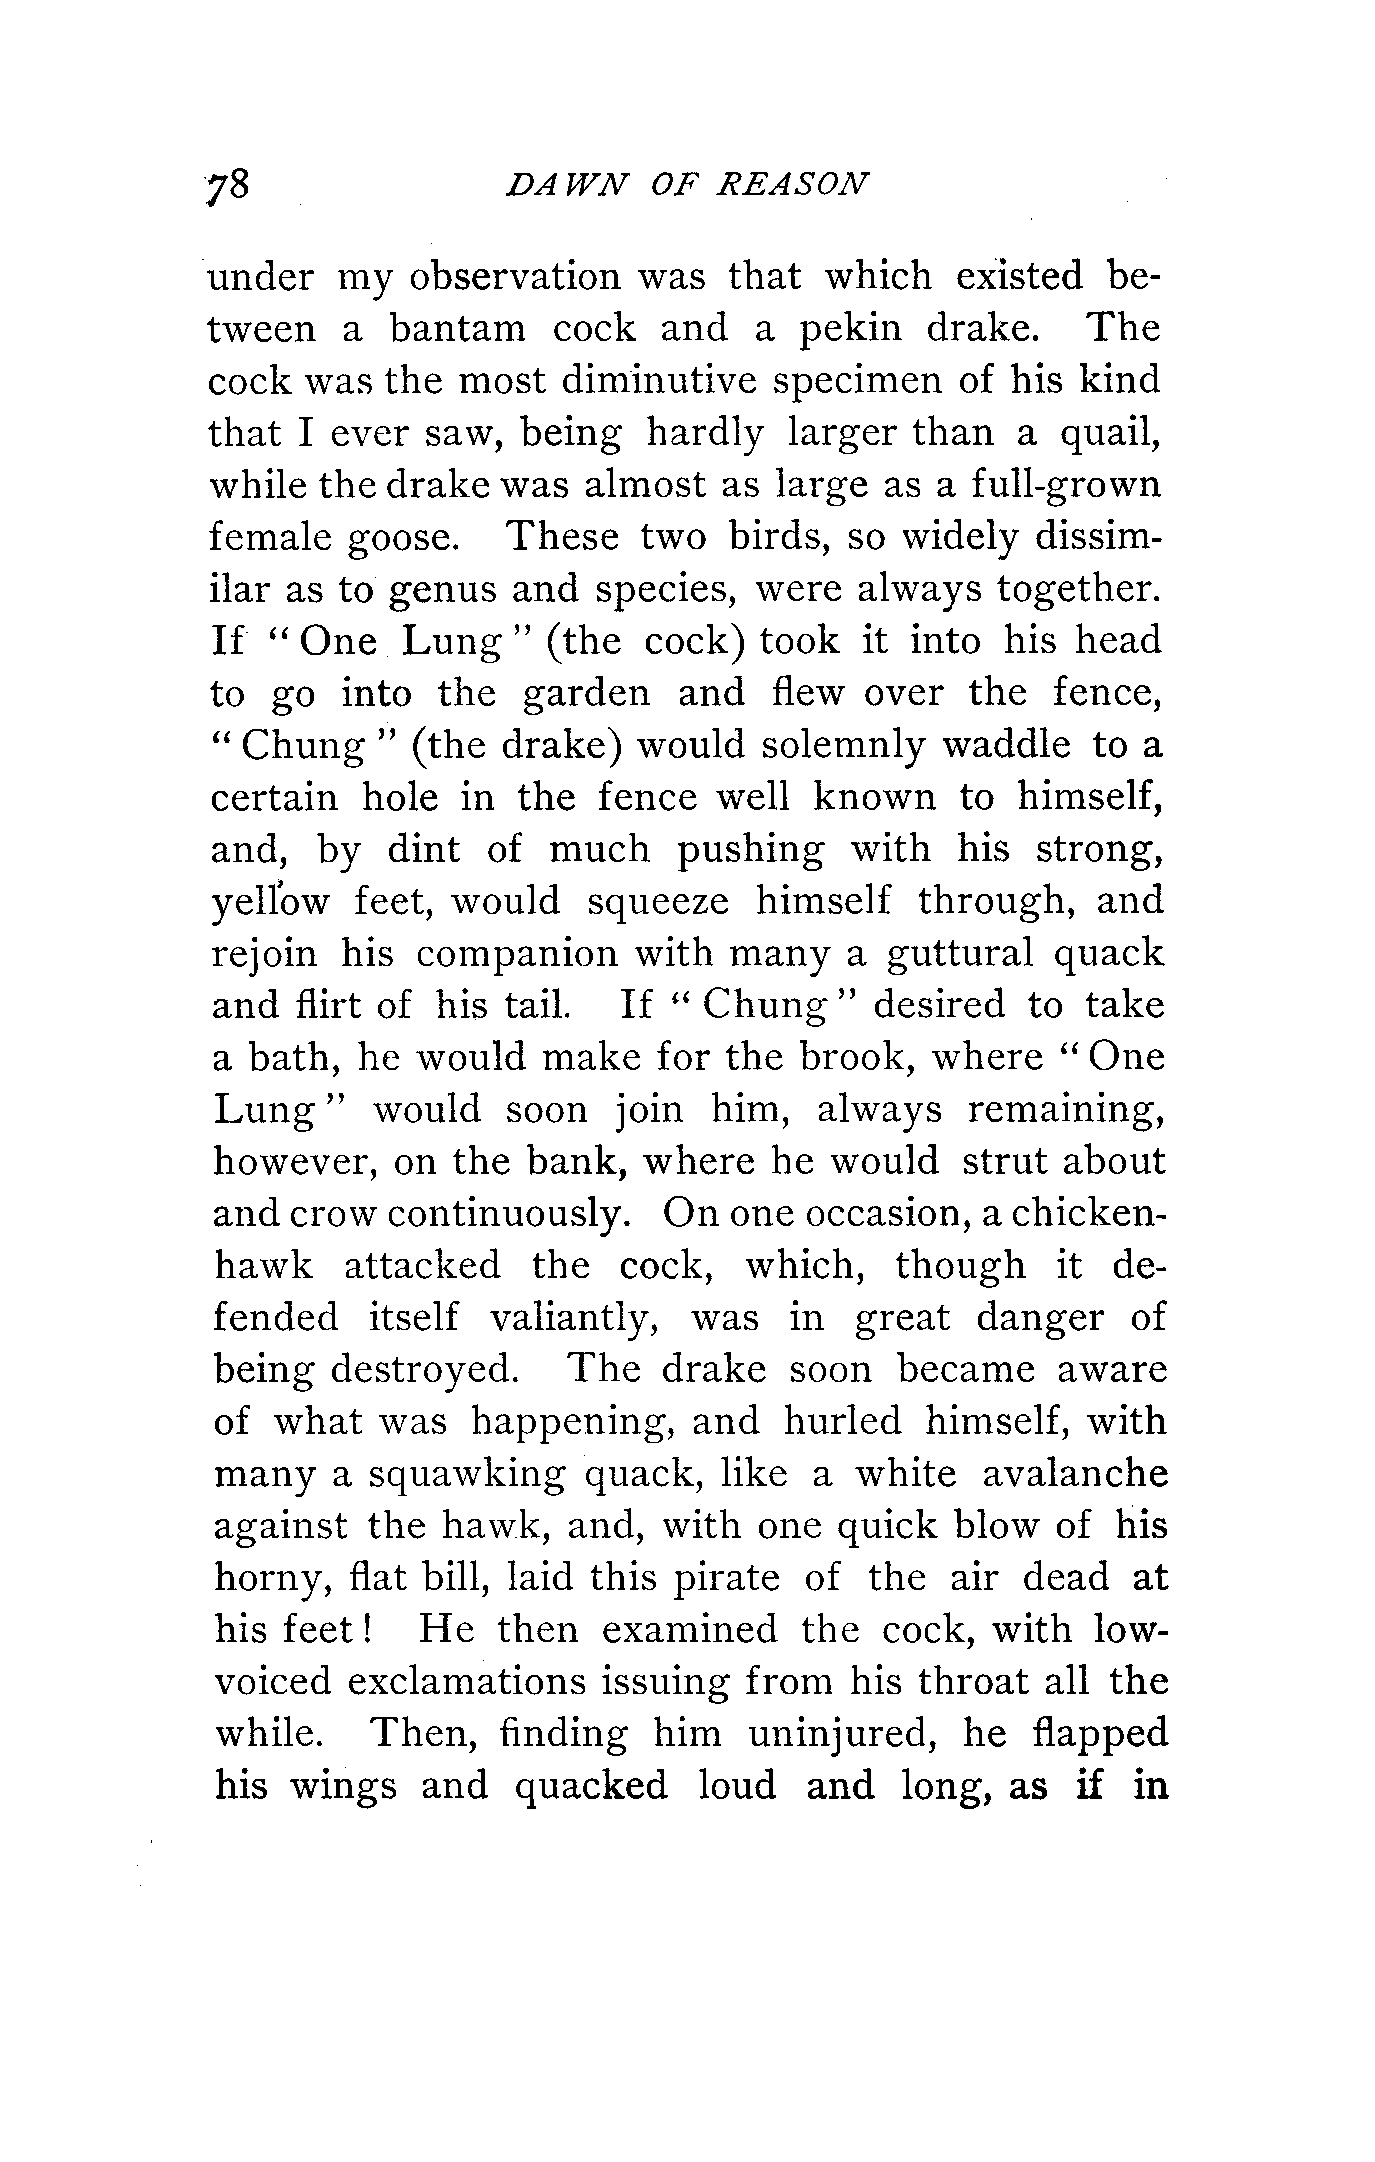 78 DAWN OF REASON
under my observation was that which existed be-
tween a bantam cock and a pekin drake. The
cock was the most diminutive specimen of his kind
that I ever saw, being hardly larger than a quail,
while the drake was almost as large as a full-grown
female goose. These two birds, so widely dissim-
ilar as to genus and species, were always together.
If “ One Lung ” (the cock) took it into his head
to go into the garden and flew over the fence,
“ Chung ” (the drake) would solemnly waddle to a
certain hole in the fence well known to himself,
and, by dint of much pushing with his strong,
yellow feet, would squeeze himself through, and
rejoin his companion with many a guttural quack
and flirt of his tail. If “ Chung ” desired to take
a bath, he would make for the brook, where “ One
Lung ” would soon join him, always remaining,
however, on the bank, where he would strut about
and crow continuously. On one occasion, a chicken-
hawk attacked the cock, which, though it de-
fended itself valiantly, was in great danger of
being destroyed. The drake soon became aware
of what was happening, and hurled himself, with
many a squawking quack, like a white avalanche
against the hawk, and, with one quick blow of his
horny, flat bill, laid this pirate of the air dead at
his feet ! He then examined the cock, with low-
voiced exclamations issuing from his throat all the
while. Then, finding him uninjured, he flapped
his wings and quacked loud and long, as if in